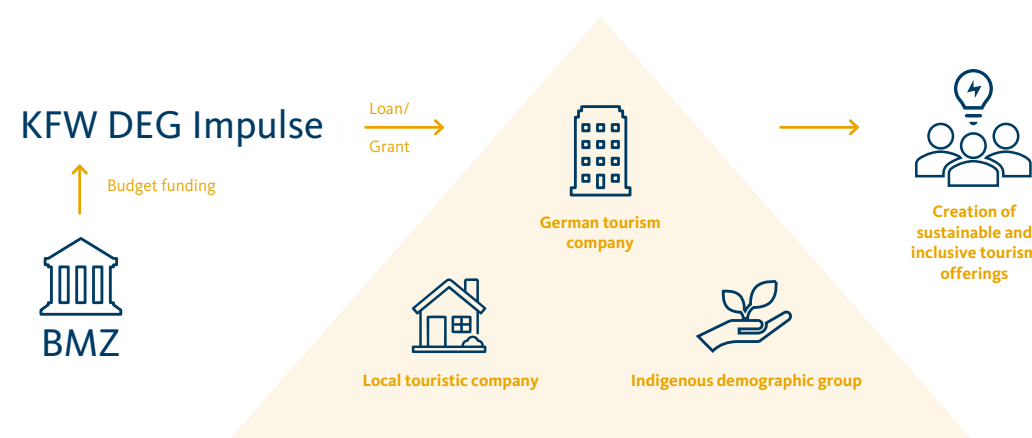 KFW DEG Impulse
Loan/
Grant
Budget funding
BMZ
German tourism
company
Local touristic company
Indigenous demographic group
Creation of
sustainable and
inclusive tourism
offerings